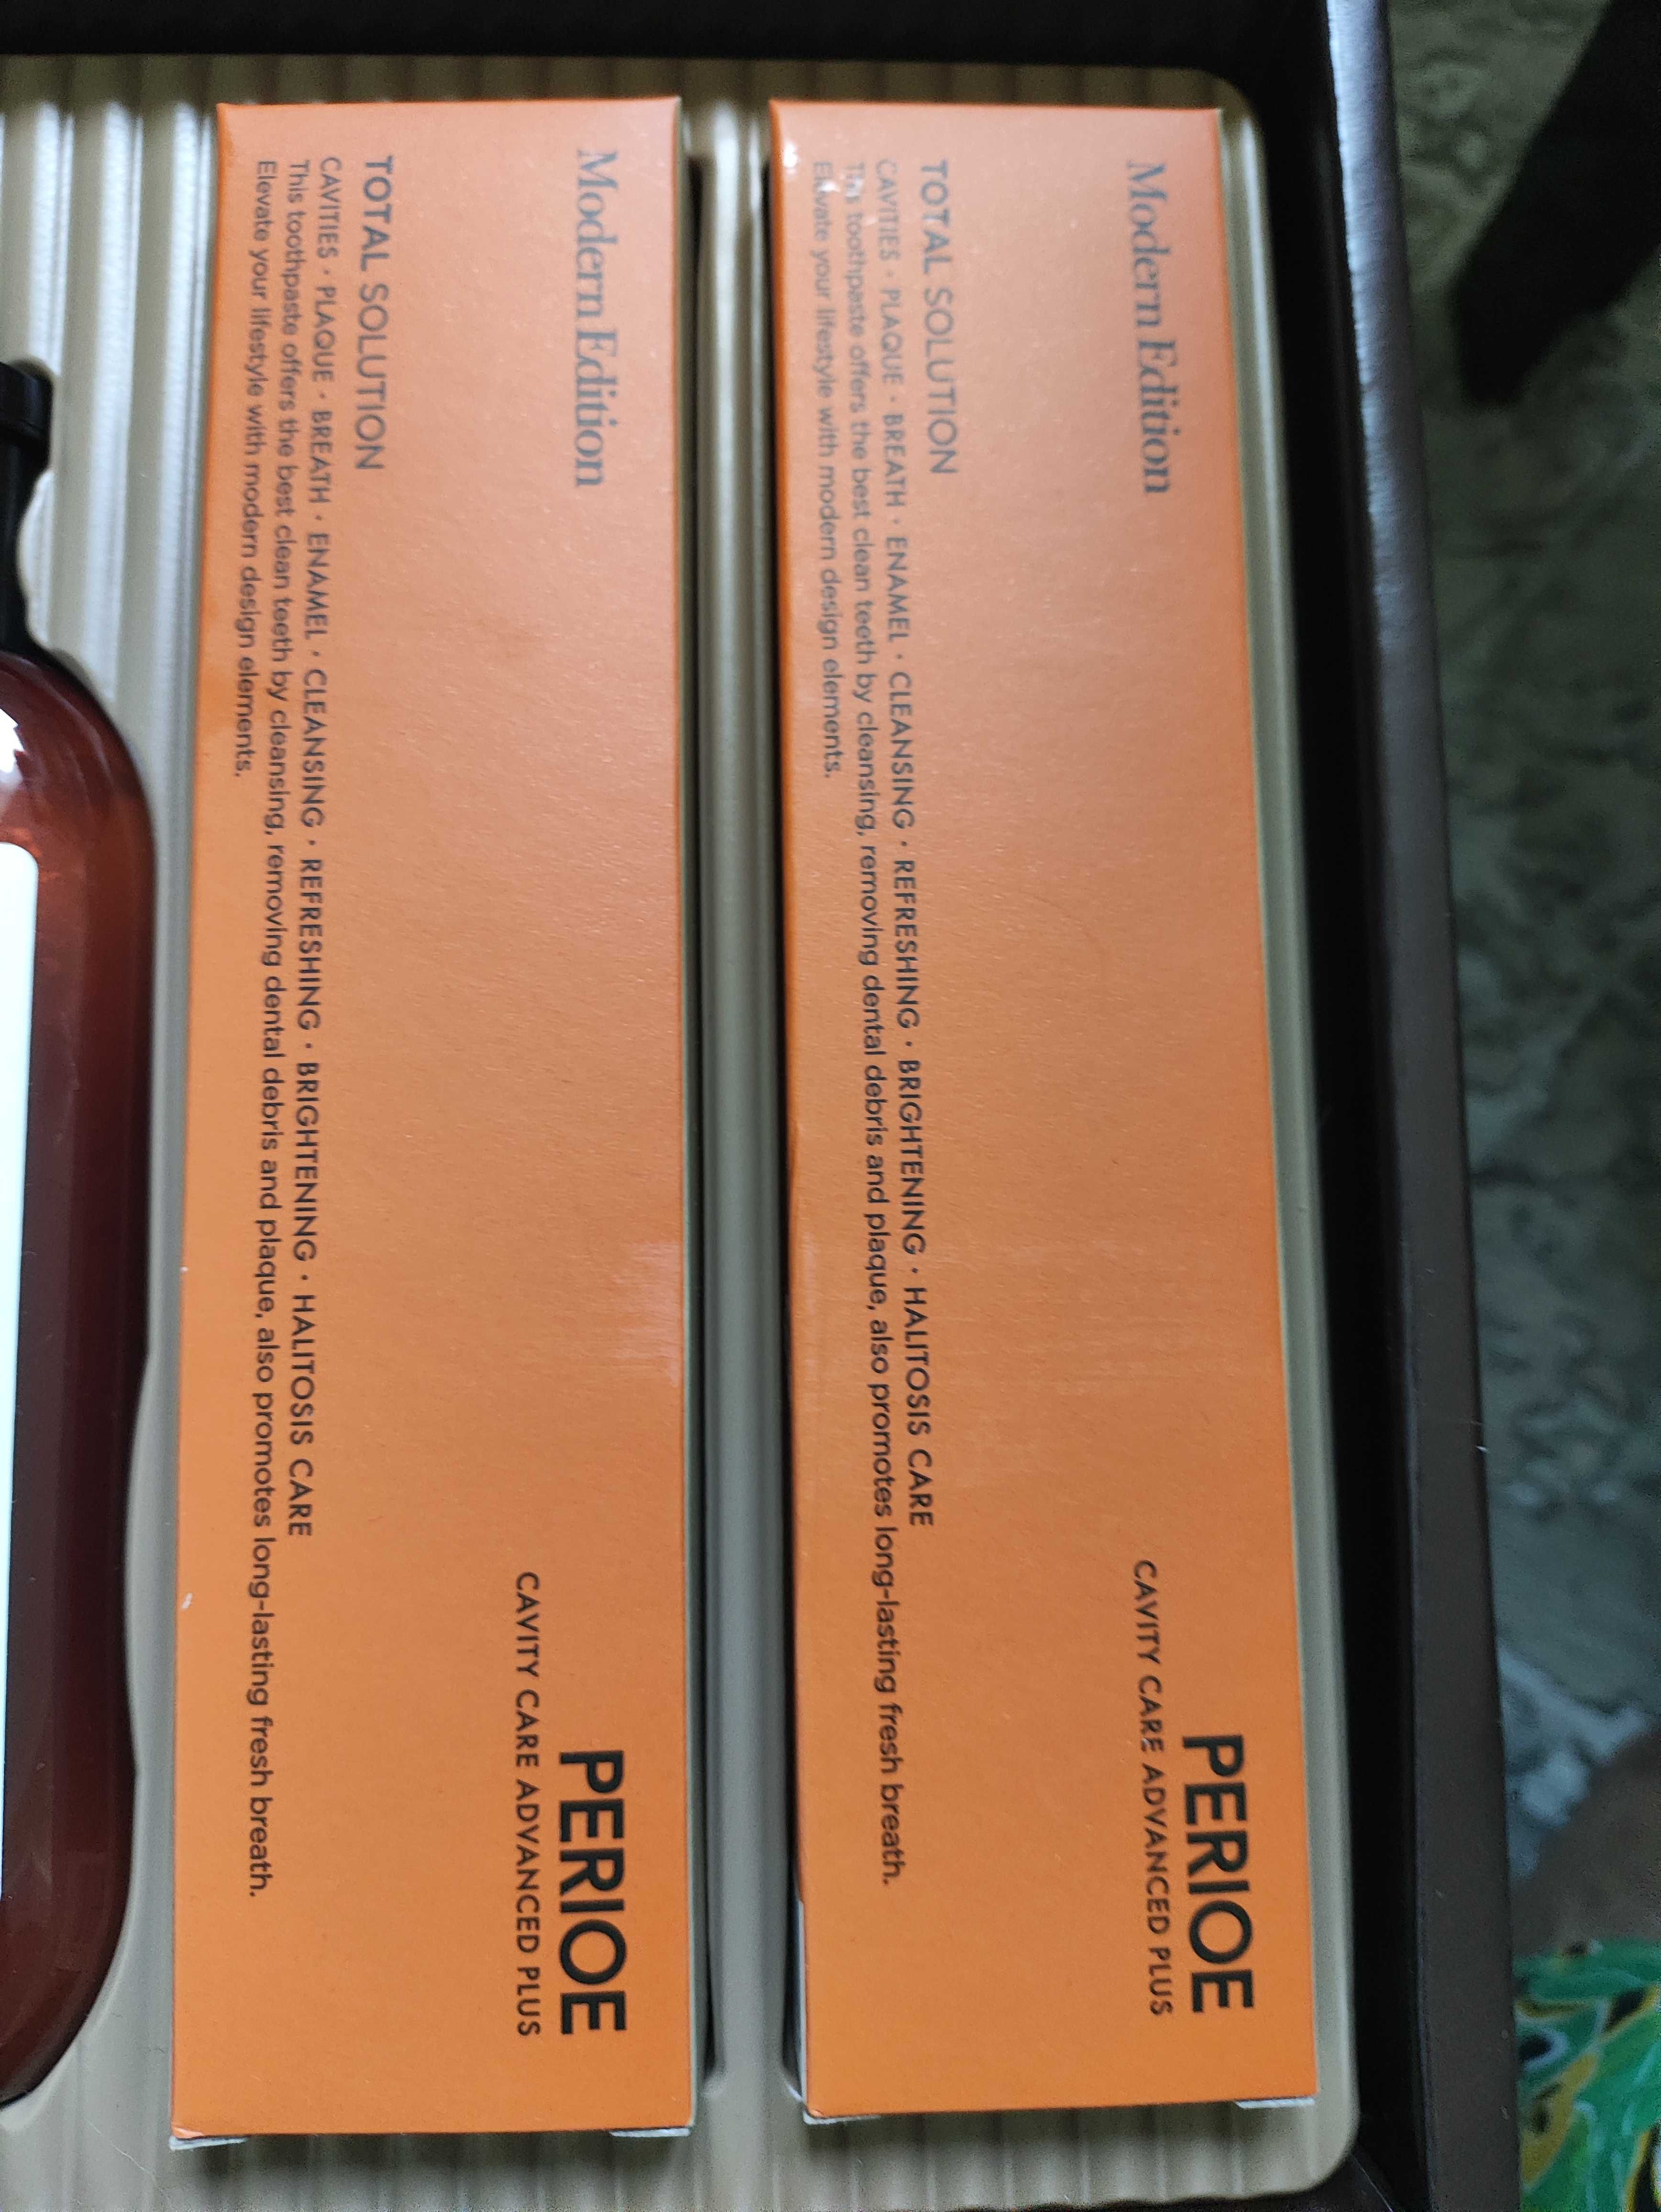 Modern Edition
TOTAL SOLUTION
CAVITIES · PLAQUE · BREATH · ENAMEL · CLEANSING · REFRESHING · BRIGHTENING · HALITOSIS CARE
This toothpaste offers the best clean teeth by cleansing, removing dental debris and plaque, also promotes long-lasting fresh breath.
Elevate your lifestyle with modern design elements.
PERIOE
CAVITY CARE ADVANCED PLUS
Modern Edition
TOTAL SOLUTION
CAVITIES · PLAQUE · BREATH · ENAMEL · CLEANSING · REFRESHING · BRIGHTENING · HALITOSIS CARE
This toothpaste offers the best clean teeth by cleansing, removing dental debris and plaque, also promotes long-lasting fresh breath.
Elevate your lifestyle with modern design elements.
PERIOE
CAVITY CARE ADVANCED PLUS